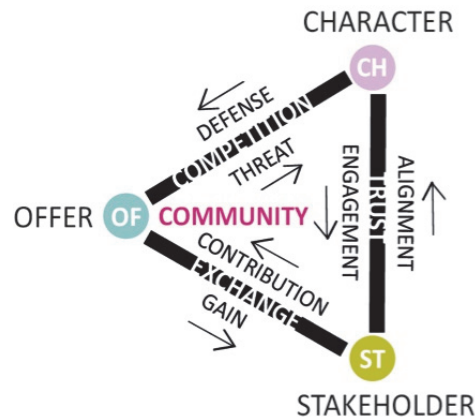 CHARACTER
CH
DEFENSE
COMPETITION
THREAT
ENGAGEMENT
TRUST
ALIGNMENT
OFFER
OF
COMMUNITY
CONTRIBUTION
EXCHANGE
GAIN
ST
STAKEHOLDER